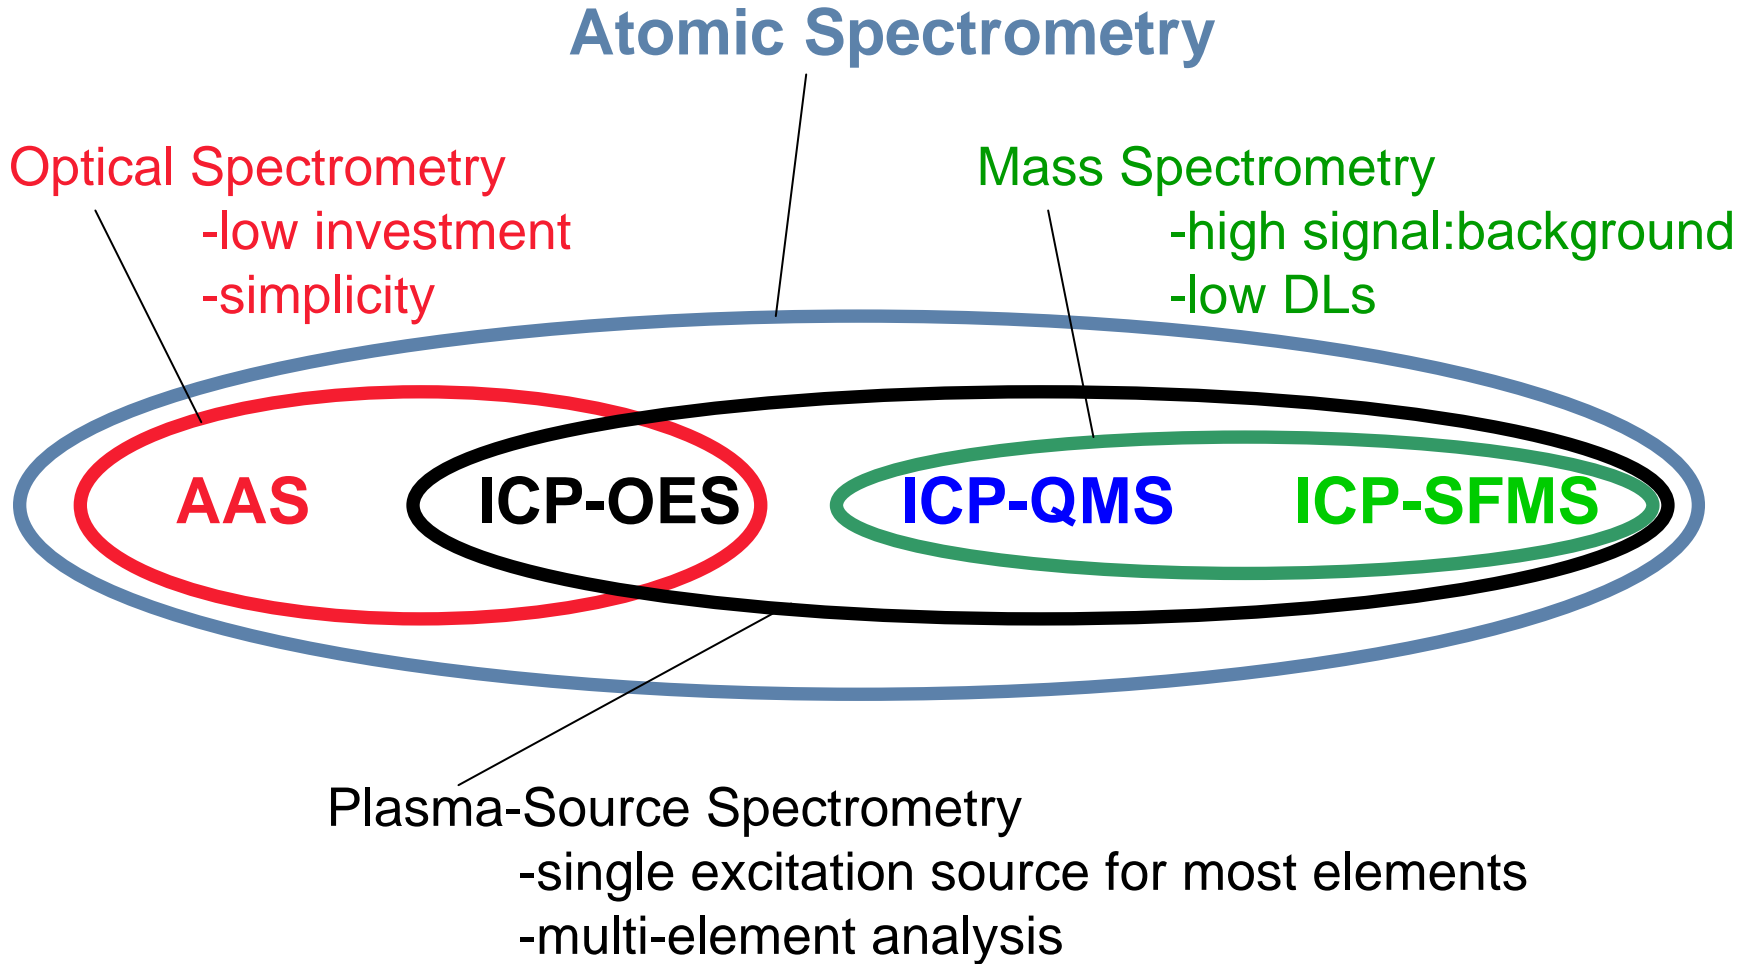 Atomic Spectrometry
Optical Spectrometry
-low investment
-simplicity
Mass Spectrometry
-high signal:background
-low DLs
AAS
ICP-OES
ICP-QMS
ICP-SFMS
Plasma-Source Spectrometry
-single excitation source for most elements
-multi-element analysis